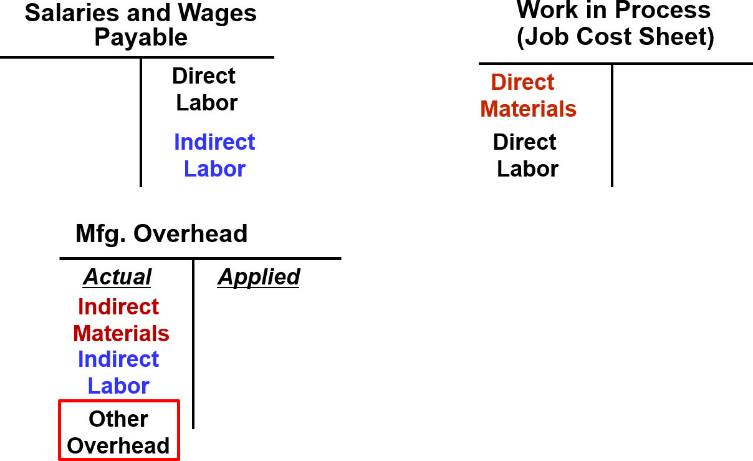 Salaries and Wages
Payable
Direct
Labor
Indirect
Labor
Work in Process
(Job Cost Sheet)
Direct
Materials
Direct
Labor
Mfg. Overhead
Actual
Applied
Indirect
Materials
Indirect
Labor
Other
Overhead